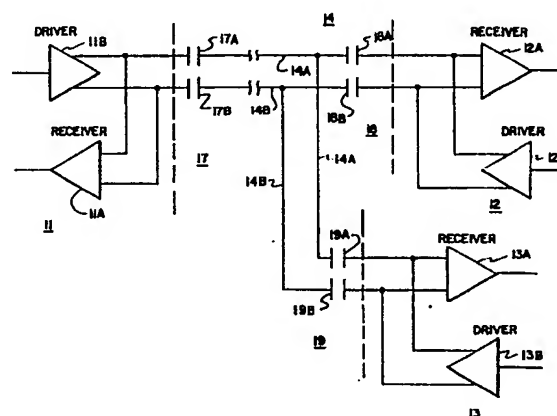 14
DRIVER
11B
17A
18A
RECEIVER
12A
14A
17B
14B
18B
RECEIVER
DRIVER
12
17
18
14A
12
11
11A
14B
19A
RECEIVER
13A
19B
DRIVER
13B
19
13